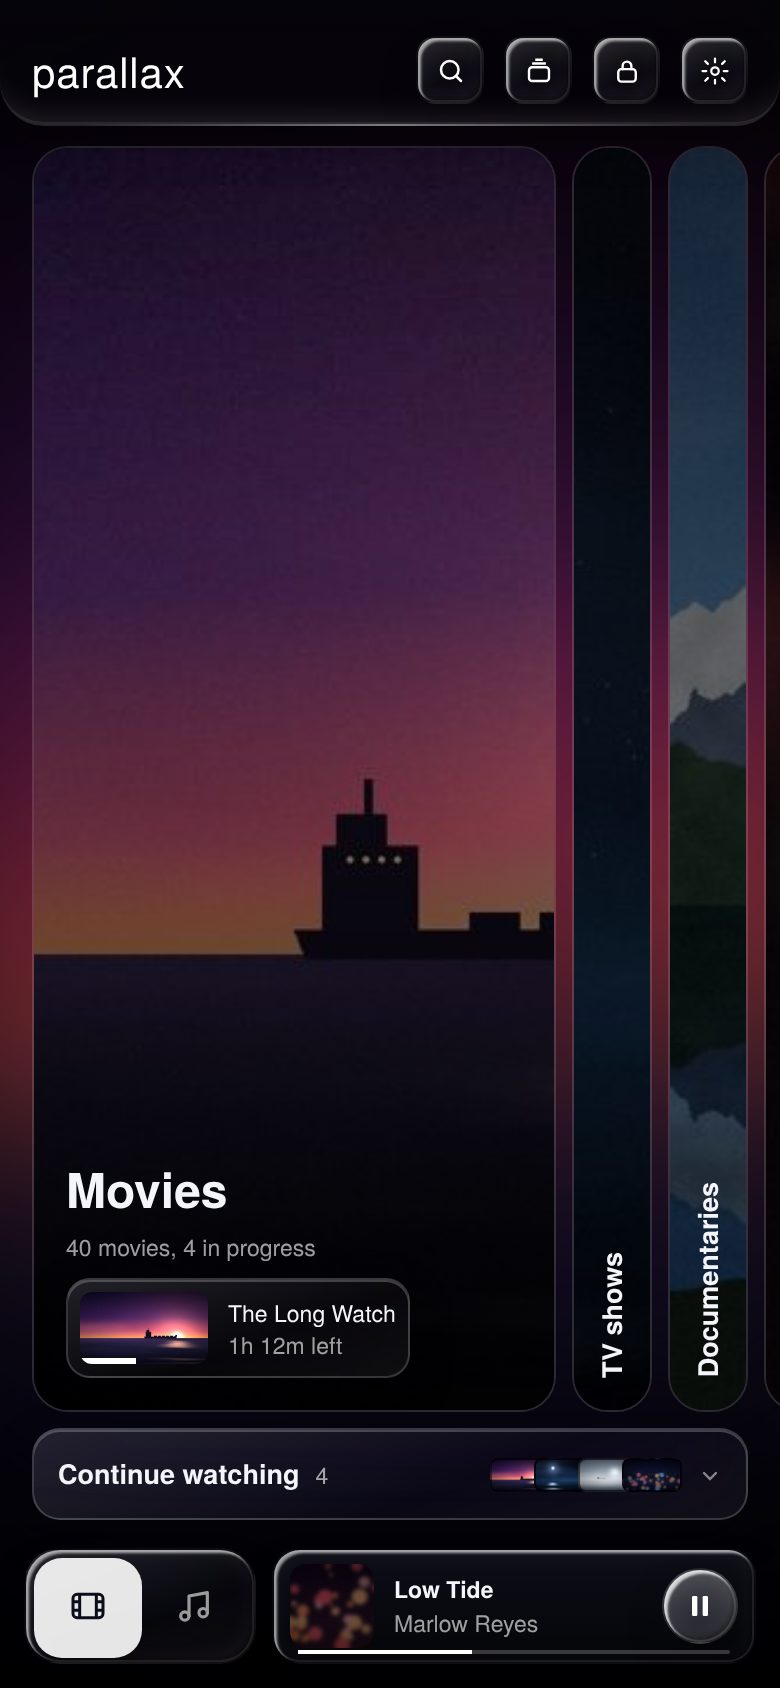 parallax
Movies
40 movies, 4 in progress
The Long Watch
1h 12m left
TV shows
Documentaries
Continue watching 4
Low Tide
Marlow Reyes